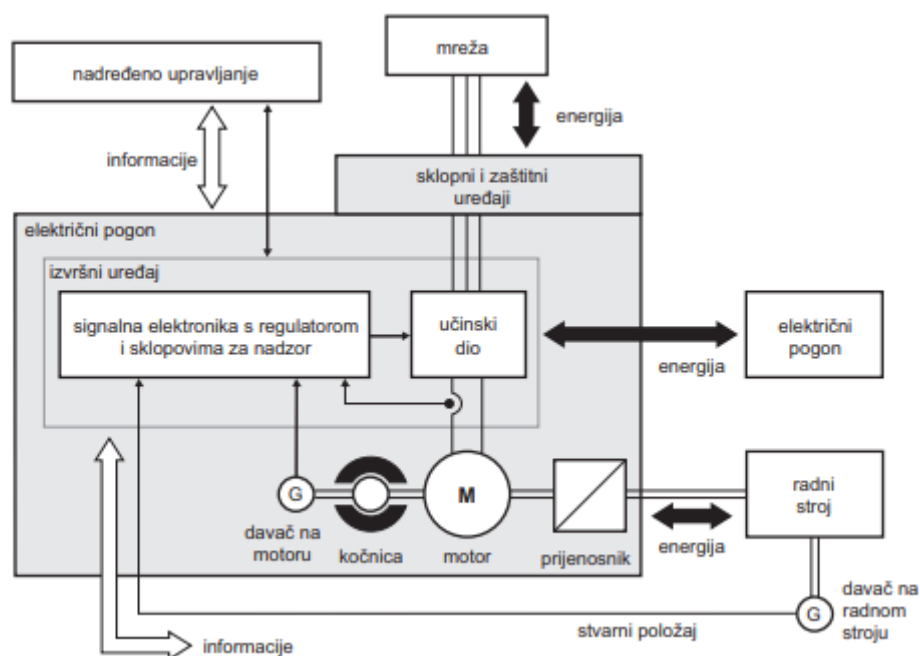 mreža
nadređeno upravljanje
energija
informacije
sklopni i zaštitni
uređaji
električni pogon
izvršni uređaj
signalna elektronika s regulatorom
i sklopovima za nadzor
učinski
dio
električni
pogon
energija
G
M
radni
stroj
davač na
motoru
kočnica
motor
prijenosnik
energija
G
davač na
radnom
stroju
stvarni položaj
informacije